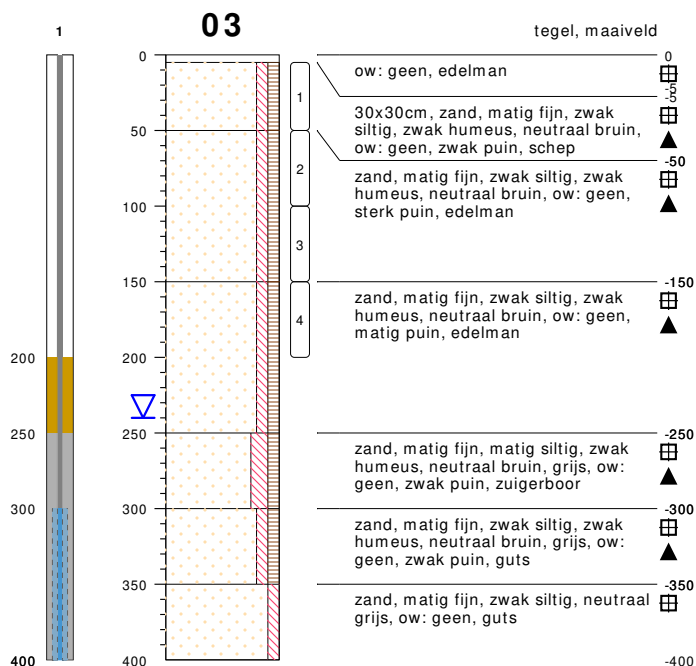 03
1
tegel, maaiveld
0
50
100
150
200
250
300
350
400
200
250
300
400
1
2
3
4
0
ow: geen, edelman
-5
-5
30x30cm, zand, matig fijn, zwak
siltig, zwak humeus, neutraal bruin,
ow: geen, zwak puin, schep
-50
zand, matig fijn, zwak siltig, zwak
humeus, neutraal bruin, ow: geen,
sterk puin, edelman
-150
zand, matig fijn, zwak siltig, zwak
humeus, neutraal bruin, ow: geen,
matig puin, edelman
-250
zand, matig fijn, matig siltig, zwak
humeus, neutraal bruin, grijs, ow:
geen, zwak puin, zuigerboor
-300
zand, matig fijn, zwak siltig, zwak
humeus, neutraal bruin, grijs, ow:
geen, zwak puin, guts
-350
zand, matig fijn, zwak siltig, neutraal
grijs, ow: geen, guts
-400